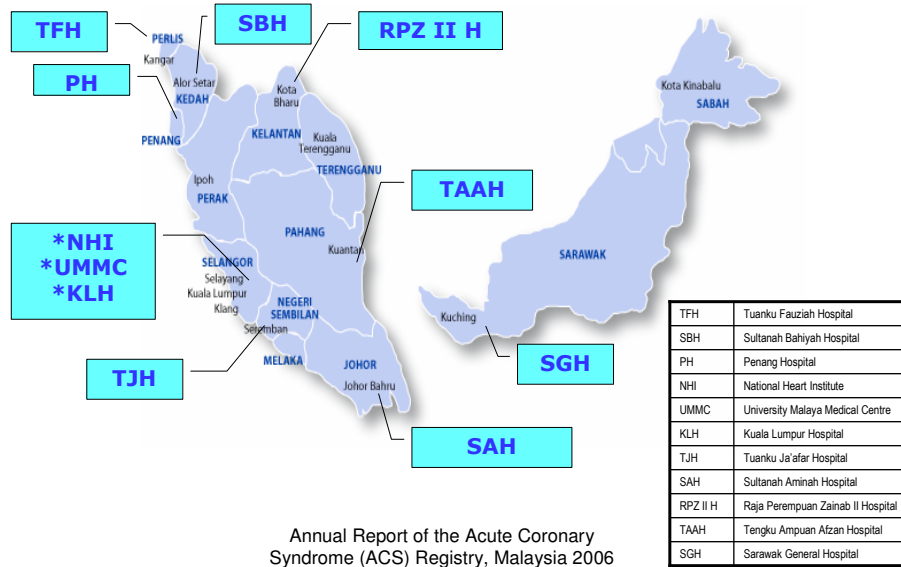 TFH
SBH
RPZ II H
PERLIS
Kangar
Alor Setar
KEDAH
PH
PENANG
Kota
Bharu
KELANTAN
Kuala
Terengganu
TERENGGANU
Kota Kinabalu
SABAH
Ipoh
PERAK
TAAH
PAHANG
Kuantan
*NHI
*UMMC
*KLH
SELANGOR
Selayang
Kuala Lumpur
Klang
NEGERI
SEMBILAN
Seremban
MELAKA
TJH
JOHOR
Johor Bahru
SAH
SARAWAK
Kuching
SGH
TFH Tuanku Fauziah Hospital
SBH Sultanah Bahiyah Hospital
PH Penang Hospital
NHI National Heart Institute
UMMC University Malaya Medical Centre
KLH Kuala Lumpur Hospital
TJH Tuanku Ja'afar Hospital
SAH Sultanah Aminah Hospital
RPZ II H Raja Perempuan Zainab II Hospital
TAAH Tengku Ampuan Afzan Hospital
SGH Sarawak General Hospital
Annual Report of the Acute Coronary
Syndrome (ACS) Registry, Malaysia 2006